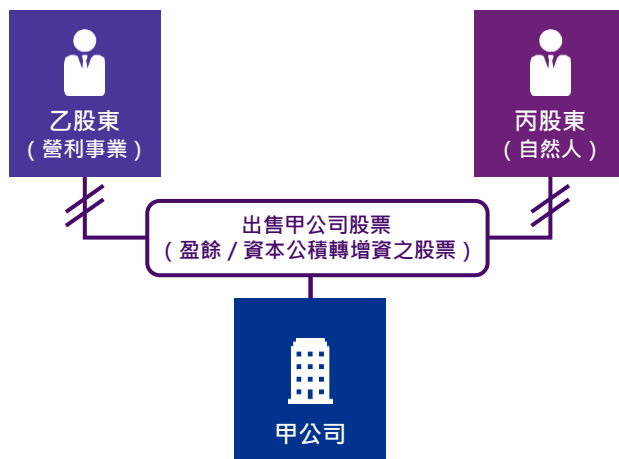 乙股東
(營利事業)
丙股東
(自然人)
出售甲公司股票
(盈餘/資本公積轉增資之股票)
甲公司